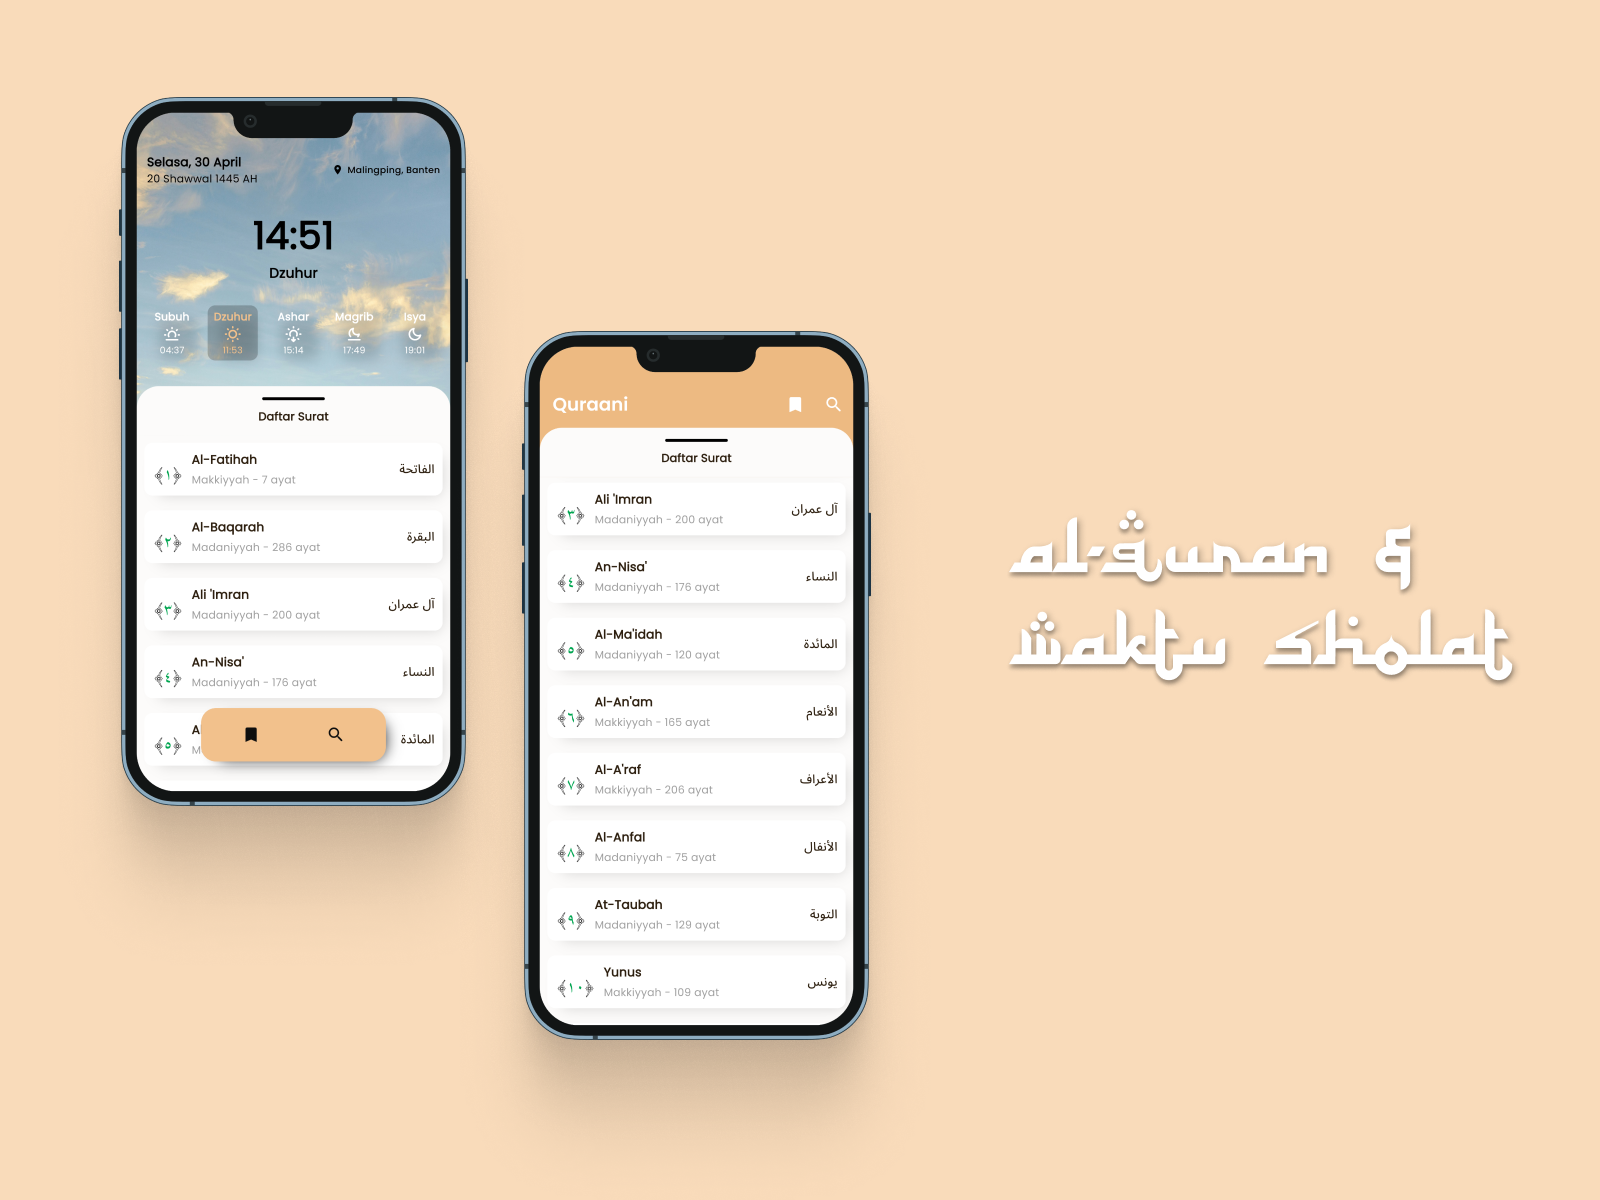 Selasa, 30 April
20 Shawwal 1445 AH
Malingping, Banten
14:51
Dzuhur
Subuh Dzuhur Ashar Magrib Isya
04:37 11:53 15:14 17:49 19:01
Daftar Surat
Al-Fatihah
١
Makkiyyah - 7 ayat
الفاتحة
Al-Baqarah
٢
Madaniyyah - 286 ayat
البقرة
Ali 'Imran
٣
Madaniyyah - 200 ayat
آل عمران
An-Nisa'
٤
Madaniyyah - 176 ayat
النساء
٥
المائدة
Quraani
Daftar Surat
Ali 'Imran
٣
Madaniyyah - 200 ayat
آل عمران
An-Nisa'
٤
Madaniyyah - 176 ayat
النساء
Al-Ma'idah
٥
Madaniyyah - 120 ayat
المائدة
Al-An'am
٦
Makkiyyah - 165 ayat
الأنعام
Al-A'raf
٧
Makkiyyah - 206 ayat
الأعراف
Al-Anfal
٨
Madaniyyah - 75 ayat
الأنفال
At-Taubah
٩
Madaniyyah - 129 ayat
التوبة
Yunus
١٠
Makkiyyah - 109 ayat
يونس
al-Quran &
waktu sholat